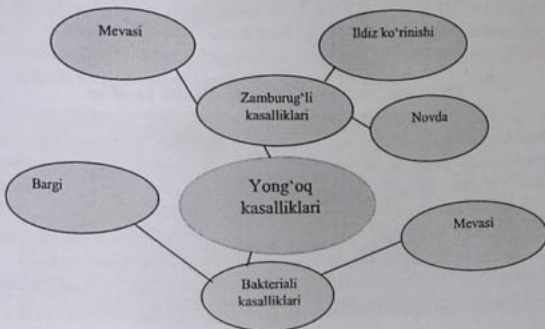 Mevasi
Ildiz ko‘rinishi
Zamburug‘li
kasalliklari
Novda
Yong‘oq
kasalliklari
Bargi
Mevasi
Bakteriali
kasalliklari